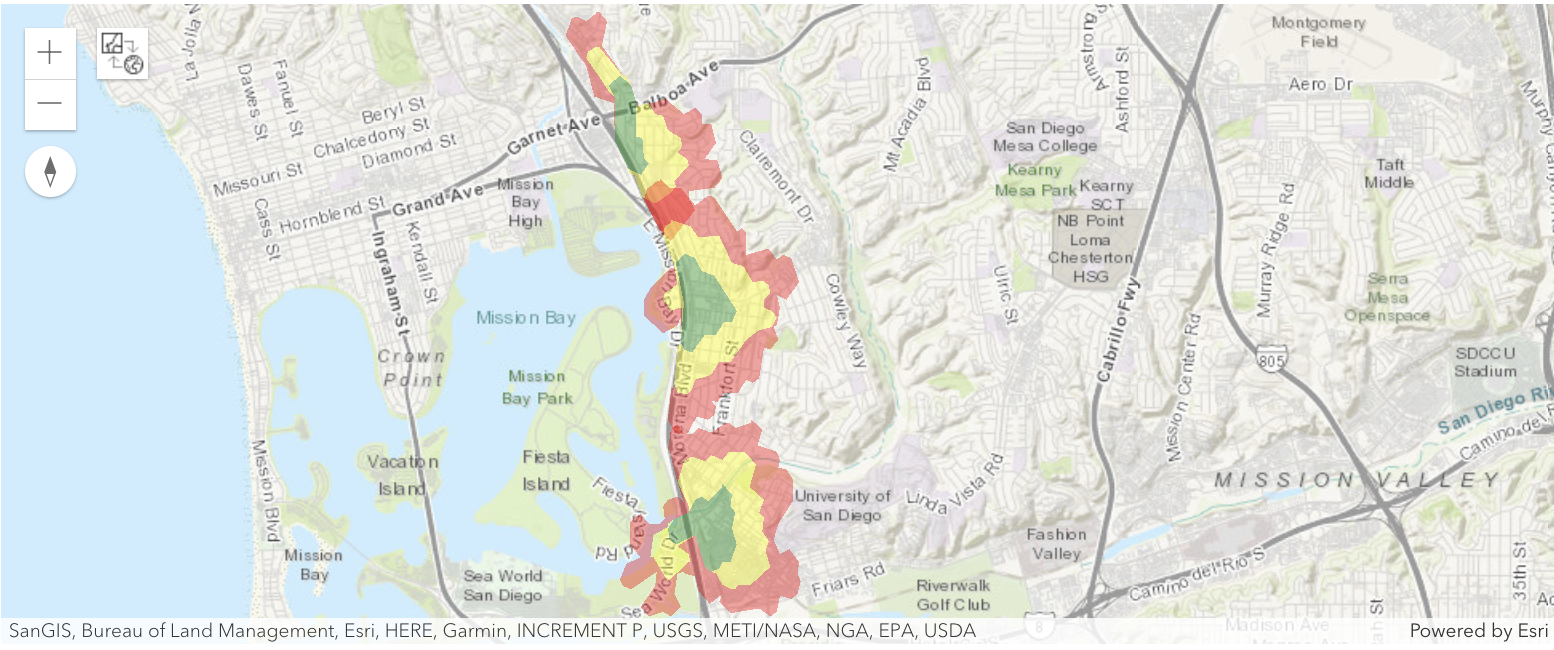 La Jolla
Montgomery
Field
Armstrong
Ashford St
Aero Dr
Balboa Ave
Mt Acadia Blvd
Dawes St
Fanuel St
Beryl St
Chalcedony St
Diamond St
Garnet Ave
Missouri St
San Diego
Mesa College
Clairemont Dr
Kearny
Mesa Park
Kearny
SCT
Taft
Middle
Mission
Bay
High
Grand Ave
Hornblend St
Cass St
NB Point
Loma
Chesterton
HSG
Murray Ridge Rd
E Mission Bay Dr
Ingraham St
Kendall St
Ulric St
Cowley Way
Cabrillo Fwy
Serra
Mesa
Openspace
Mission Bay
Mission Center Rd
Crown
Point
805
SDCCU
Stadium
Mission
Bay Park
Frankfort St
Morena Blvd
San Diego Ri
Camino del R
Mission Blvd
Vacation
Island
Fiesta
Island
Fiesta
Island Rd
MISSION VALLEY
University of
San Diego
Linda Vista Rd
Fashion
Valley
Mission
Bay
Sea World
San Diego
Sea World Dr
Friars Rd
Riverwalk
Golf Club
Camino del Rio S
35th St
8
Madison Ave
SanGIS, Bureau of Land Management, Esri, HERE, Garmin, INCREMENT P, USGS, METI/NASA, NGA, EPA, USDA
Powered by Esri